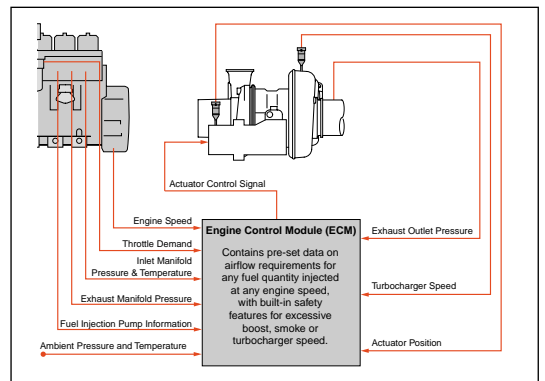 Actuator Control Signal
Engine Speed
Throttle Demand
Inlet Manifold
Pressure & Temperature
Exhaust Manifold Pressure
Fuel Injection Pump Information
Ambient Pressure and Temperature
Engine Control Module (ECM)
Contains pre-set data on
airflow requirements for
any fuel quantity injected
at any engine speed,
with built-in safety
features for excessive
boost, smoke or
turbocharger speed.
Exhaust Outlet Pressure
Turbocharger Speed
Actuator Position